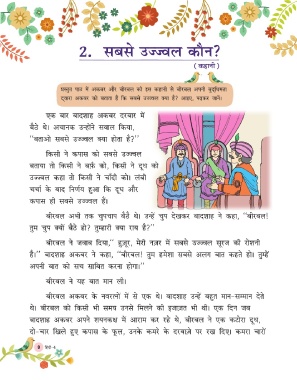 2. सबसे उज्ज्वल कौन?
( कहानी )
प्रस्तुत पाठ में अकबर और बीरबल की इस कहानी में बीरबल अपनी बुद्धिमत्ता
द्वारा अकबर को बताता है कि सबसे उज्ज्वल क्या है? आइए, पढ़कर जानें।
एक बार बादशाह अकबर दरबार में
बैठे थे। अचानक उन्होंने सवाल किया,
"बताओ सबसे उज्ज्वल क्या होता है?"
किसी ने कपास को सबसे उज्ज्वल
बताया तो किसी ने बर्फ़ को, किसी ने दूध को
उज्ज्वल कहा तो किसी ने चाँदी को। लंबी
चर्चा के बाद निर्णय हुआ कि दूध और
कपास ही सबसे उज्ज्वल हैं।
बीरबल अभी तक चुपचाप बैठे थे। उन्हें चुप देखकर बादशाह ने कहा, "बीरबल!
तुम चुप क्यों बैठे हो? तुम्हारी क्या राय है?"
बीरबल ने जवाब दिया," हुज़ूर, मेरी नज़र में सबसे उज्ज्वल सूरज की रोशनी
है।" बादशाह अकबर ने कहा, "बीरबल! तुम हमेशा सबसे अलग बात कहते हो। तुम्हें
अपनी बात को सच साबित करना होगा।"
बीरबल ने यह बात मान ली।
बीरबल अकबर के नवरत्नों में से एक थे। बादशाह उन्हें बहुत मान-सम्मान देते
थे। बीरबल को किसी भी समय उनसे मिलने की इजाज़त भी थी। एक दिन जब
बादशाह अकबर अपने शयनकक्ष में आराम कर रहे थे, बीरबल ने एक कटोरा दूध,
दो-चार खिले हुए कपास के फूल, उनके कमरे के दरवाज़े पर रख दिए। कमरा चारों
8 हिंदी-4